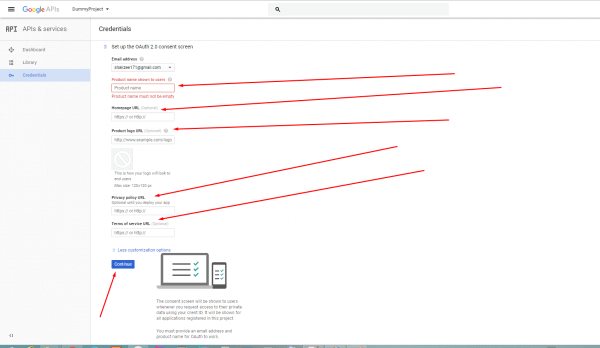 Google APIs
DummyProject
RPI
APIs & services
Credentials
Dashboard
Library
Credentials
Set up the OAuth 2.0 consent screen
Email address
Product name shown to users
Product name
Product name must not be empty
Homepage URL (Optional)
https:// or http://
Product logo URL (Optional)
http://www.example.com/logo
This is how your logo will look to
end users
Max size: 120x120 px
Privacy policy URL
Optional until you deploy your app
https:// or http://
Terms of service URL (Optional)
https:// or http://
Less customization options
Continue
The consent screen will be shown to users
whenever you request access to their private
data using your client ID. It will be shown for
all applications registered in this project.
You must provide an email address and
product name for OAuth to work.